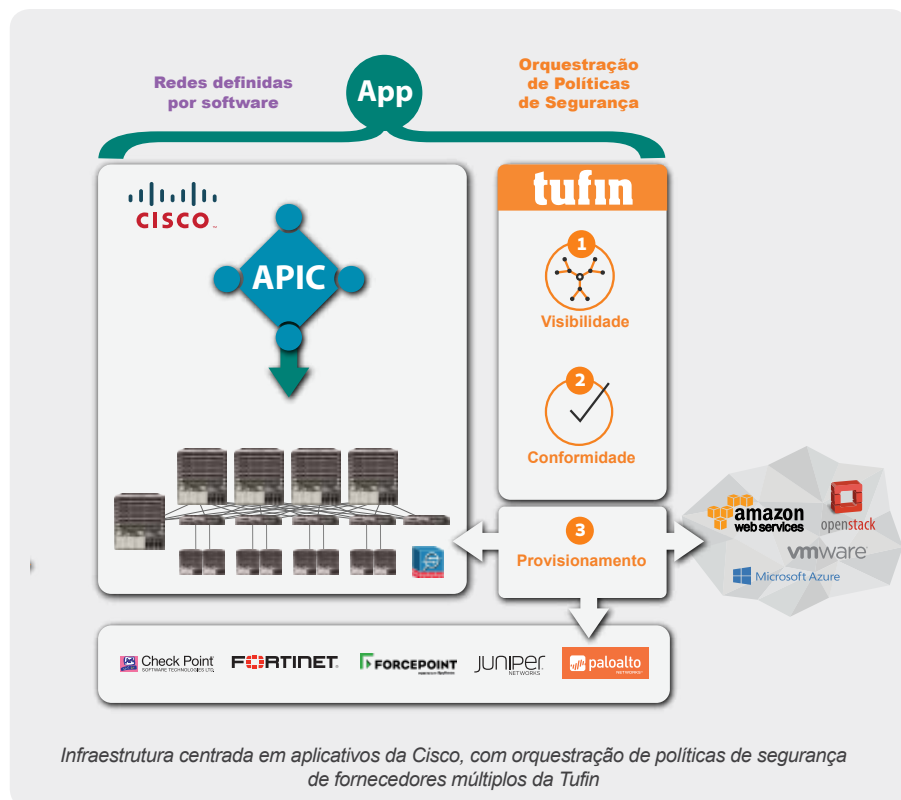 Redes definidas
por software
App
Orquestração
de Políticas
de Segurança
CISCO
APIC
tufin
1
Visibilidade
2
Conformidade
3
Provisionamento
amazon
web services
openstack
vmware
Microsoft Azure
Check Point
SOFTWARE TECHNOLOGIES LTD.
FORTINET
FORCEPOINT
JUNIPER
NETWORKS
paloalto
NETWORKS
Infraestrutura centrada em aplicativos da Cisco, com orquestração de políticas de segurança
de fornecedores múltiplos da Tufin